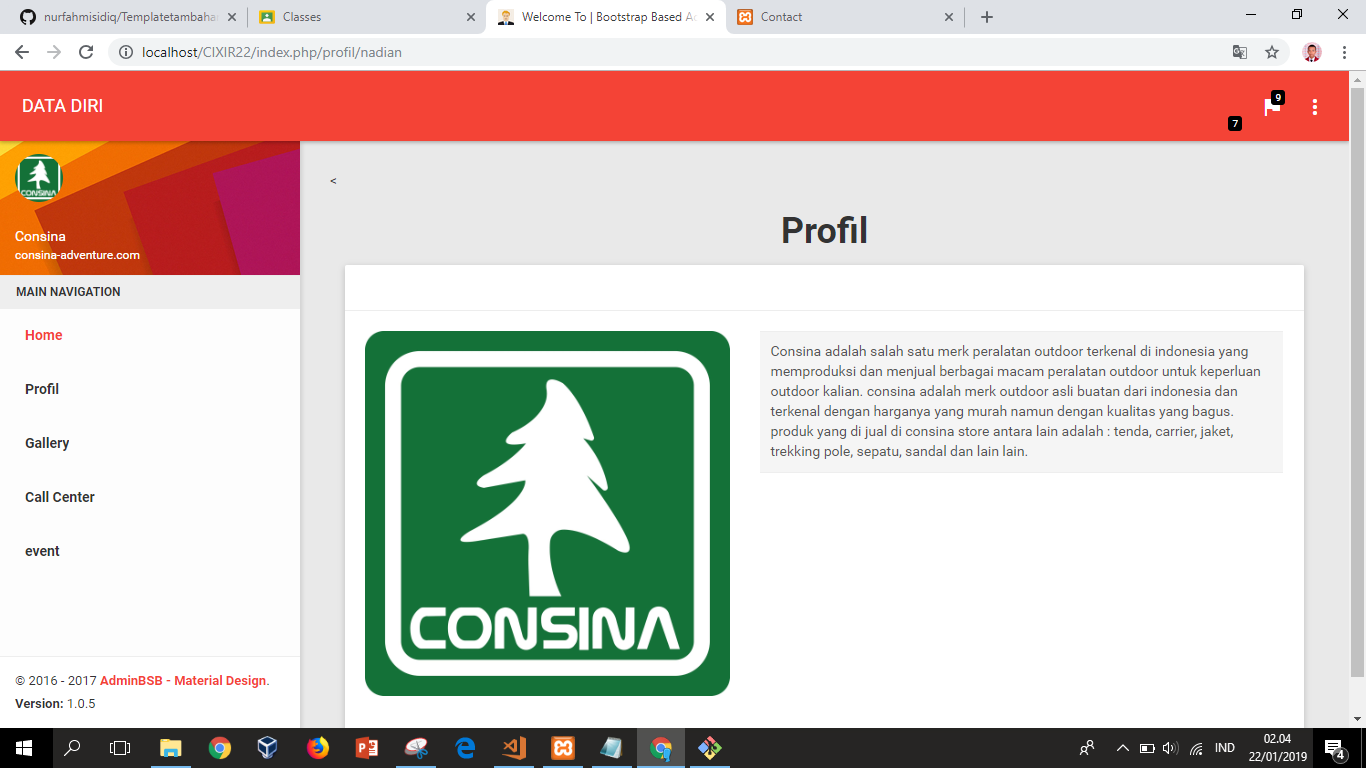 nurfahmisidiq/Templatetambaha
Classes
Welcome To | Bootstrap Based Ad
Contact
localhost/CIXIR22/index.php/profil/nadian
DATA DIRI
9
7
CONSINA
Consina
consina-adventure.com
MAIN NAVIGATION
Home
Profil
Gallery
Call Center
event
© 2016 - 2017 AdminBSB - Material Design.
Version: 1.0.5
<
Profil
CONSINA
Consina adalah salah satu merk peralatan outdoor terkenal di indonesia yang
memproduksi dan menjual berbagai macam peralatan outdoor untuk keperluan
outdoor kalian. consina adalah merk outdoor asli buatan dari indonesia dan
terkenal dengan harganya yang murah namun dengan kualitas yang bagus.
produk yang di jual di consina store antara lain adalah : tenda, carrier, jaket,
trekking pole, sepatu, sandal dan lain lain.
IND
02.04
22/01/2019
4